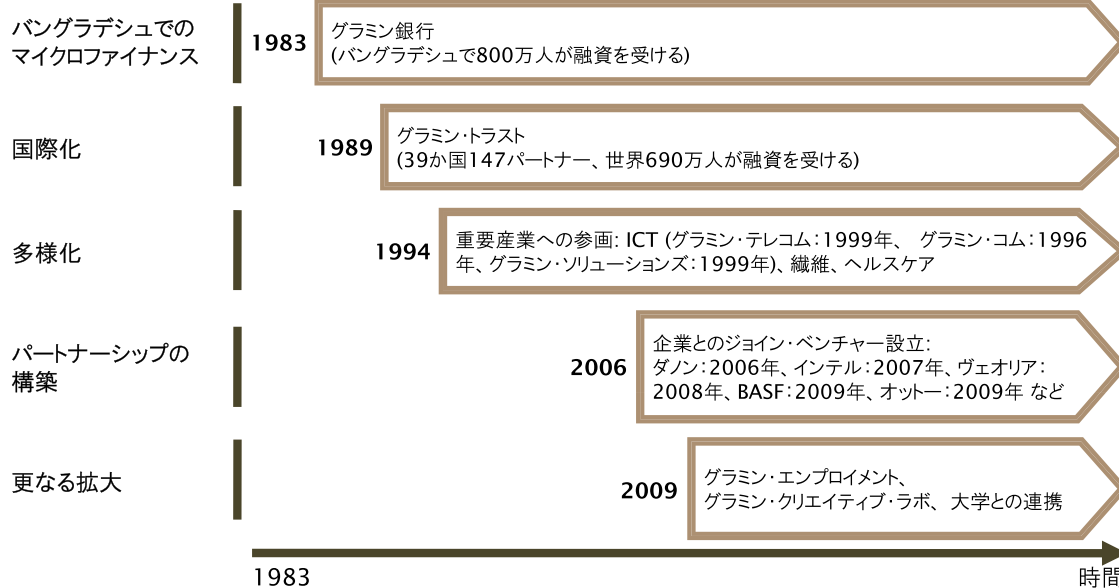 バングラデシュでの
マイクロファイナンス
1983
グラミン銀行
(バングラデシュで800万人が融資を受ける)
国際化
1989
グラミン・トラスト
(39か国147パートナー、世界690万人が融資を受ける)
多様化
1994
重要産業への参画: ICT (グラミン・テレコム：1999年、 グラミン・コム：1996
年、グラミン・ソリューションズ：1999年)、繊維、ヘルスケア
パートナーシップの
構築
2006
企業とのジョイン・ベンチャー設立:
ダノン：2006年、インテル：2007年、ヴェオリア：
2008年、BASF：2009年、オットー：2009年 など
更なる拡大
2009
グラミン・エンプロイメント、
グラミン・クリエイティブ・ラボ、大学との連携
1983
時間